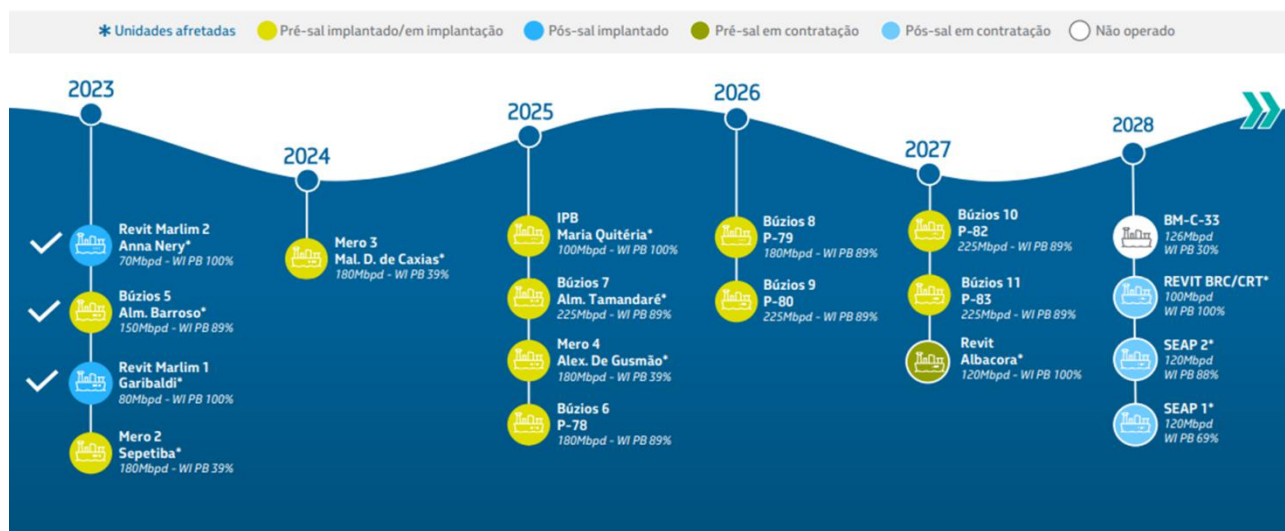 * Unidades afretadas Pré-sal implantado/em implantação Pós-sal implantado Pré-sal em contratação Pós-sal em contratação Não operado
2023
Revit Marlim 2
Anna Nery*
70Mbpd - WI PB 100%
Búzios 5
Alm. Barroso*
150Mbpd - WI PB 89%
Revit Marlim 1
Garibaldi*
80Mbpd - WI PB 100%
Mero 2
Sepetiba*
180Mbpd - WI PB 39%
2024
Mero 3
Mal. D. de Caxias*
180Mbpd - WI PB 39%
2025
IPB
Maria Quitéria*
100Mbpd - WI PB 100%
Búzios 7
Alm. Tamandaré*
225Mbpd - WI PB 89%
Mero 4
Alex. De Gusmão*
180Mbpd - WI PB 39%
Búzios 6
P-78
180Mbpd - WI PB 89%
2026
Búzios 8
P-79
180Mbpd - WI PB 89%
Búzios 9
P-80
225Mbpd - WI PB 89%
2027
Búzios 10
P-82
225Mbpd - WI PB 89%
Búzios 11
P-83
225Mbpd - WI PB 89%
Revit
Albacora*
120Mbpd - WI PB 100%
2028
BM-C-33
126Mbpd
WI PB 30%
REVIT BRC/CRT*
100Mbpd
WI PB 100%
SEAP 2*
120Mbpd
WI PB 88%
SEAP 1*
120Mbpd
WI PB 69%